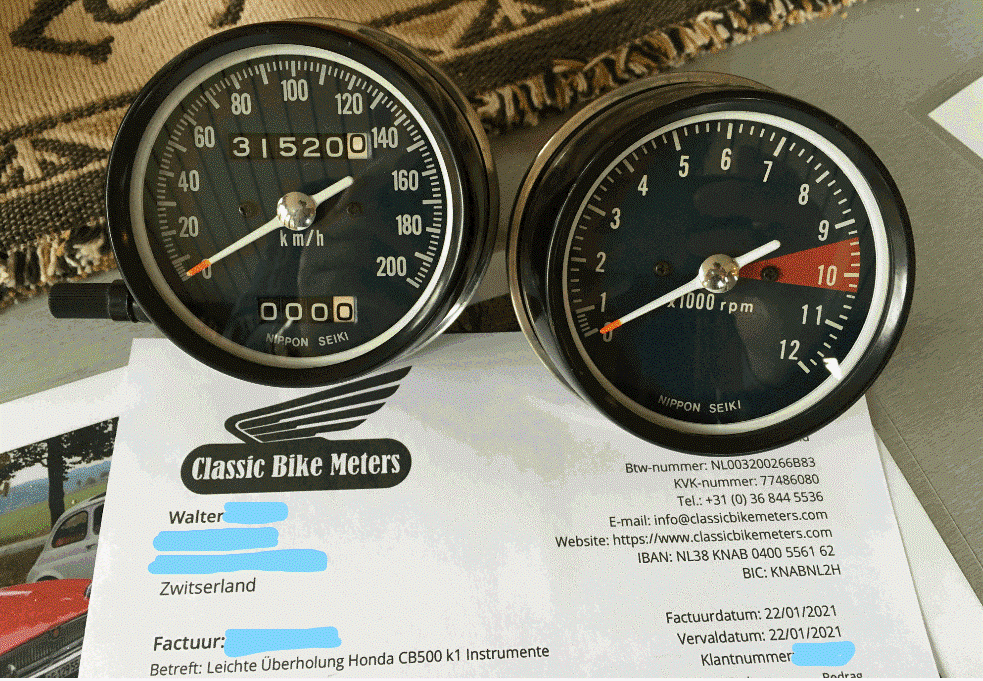 20
40
60
80
100
120
140
160
180
200
315200
km/h
0
0000
NIPPON SEIKI
0
1
2
3
4
5
6
7
8
9
10
11
12
x1000 rpm
NIPPON SEIKI
Classic Bike Meters
Walter
Zwitserland
Factuur:
Betreft: Leichte Überholung Honda CB500 k1 Instrumente
Btw-nummer: NL003200266B83
KVK-nummer: 77486080
Tel.: +31 (0) 36 844 5536
E-mail: info@classicbikemeters.com
Website: https://www.classicbikemeters.com
IBAN: NL38 KNAB 0400 5561 62
BIC: KNABNL2H
Factuurdatum: 22/01/2021
Vervaldatum: 22/01/2021
Klantnummer
Bedrag